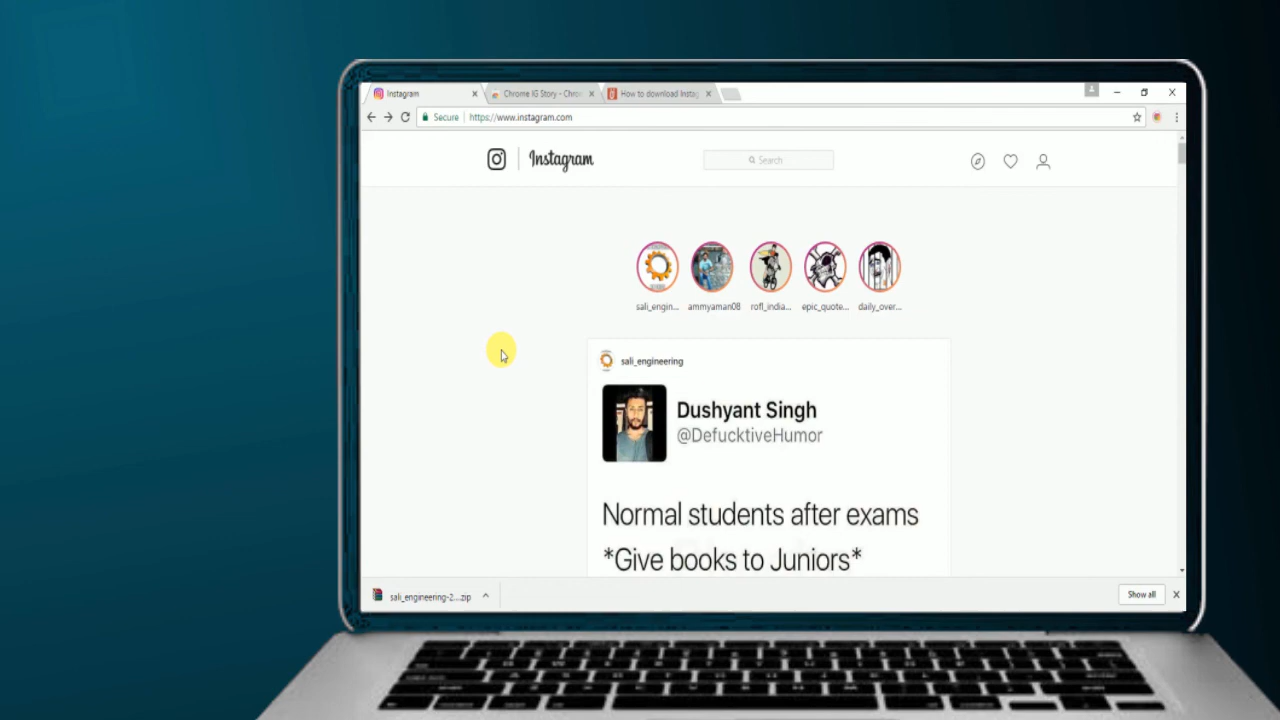 Instagram
Chrome IG Story - Chro
How to download Insta
Secure
https://www.instagram.com
Instagram
Search
sali_engin...
ammyaman08
rofl_india...
epic_quote...
daily_over...
sali_engineering
Dushyant Singh
@DefucktiveHumor
Normal students after exams
*Give books to Juniors*
sali_engineering-2....zip
Show all